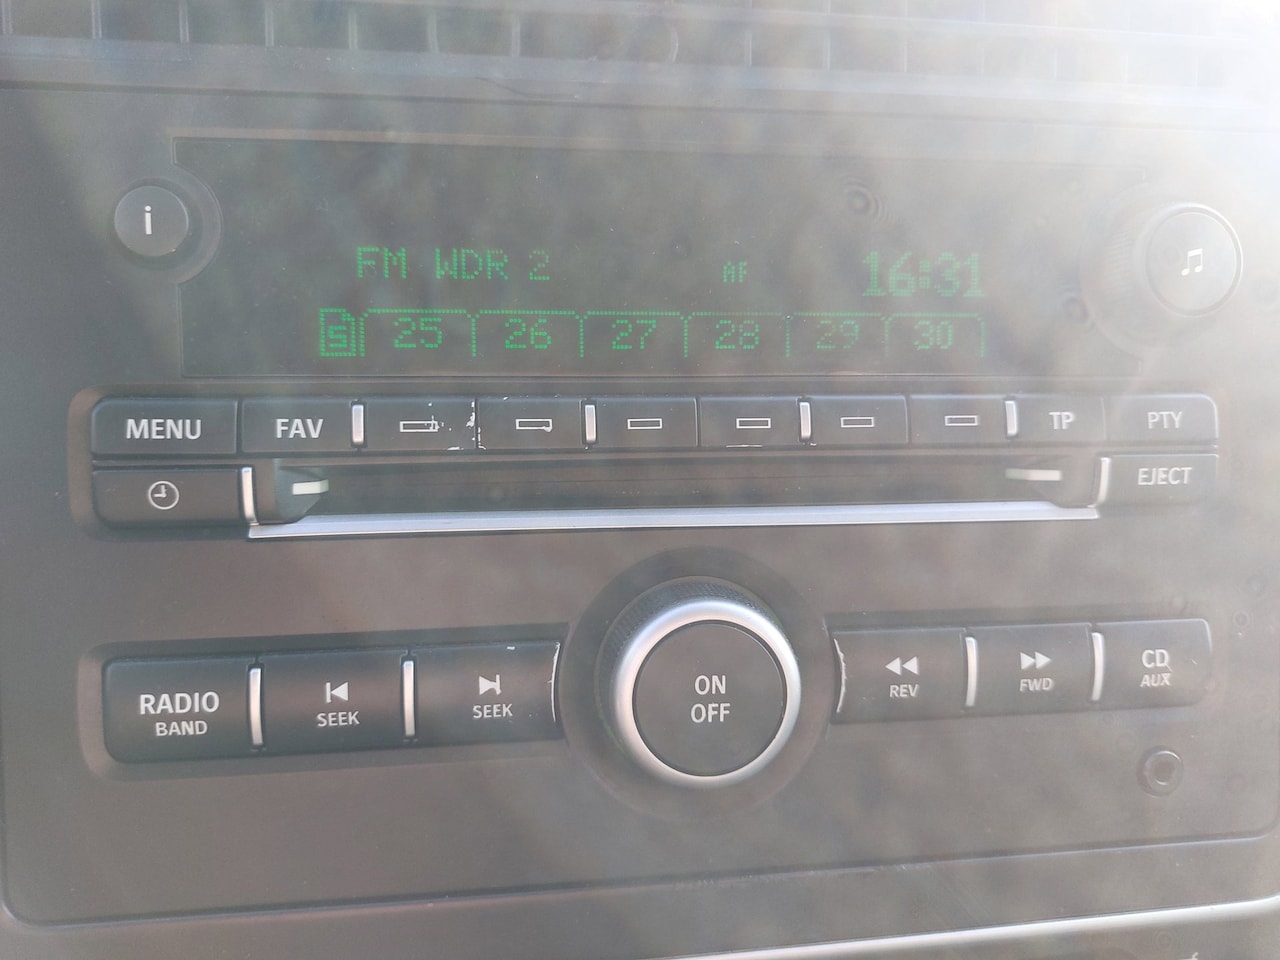 i
FM WDR 2 AF 16:31
5 25 26 27 28 29 30
MENU FAV TP PTY
EJECT
RADIO BAND
SEEK
SEEK
ON
OFF
REV
FWD
CD
AUX